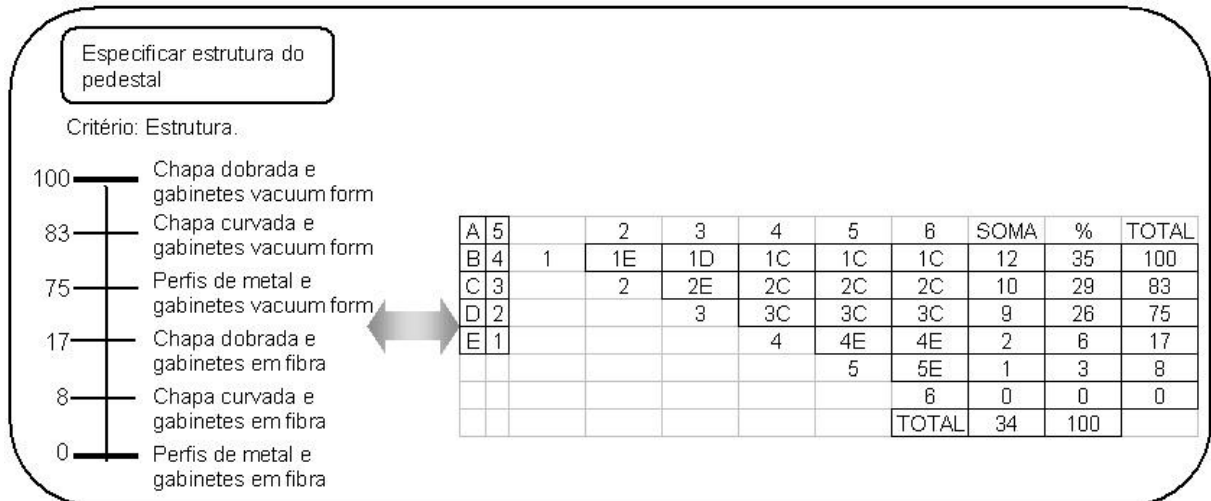 Especificar estrutura do
pedestal
Critério: Estrutura.
100 Chapa dobrada e
gabinetes vacuum form
83 Chapa curvada e
gabinetes vacuum form
75 Perfis de metal e
gabinetes vacuum form
17 Chapa dobrada e
gabinetes em fibra
8 Chapa curvada e
gabinetes em fibra
0 Perfis de metal e
gabinetes em fibra
A 5 2 3 4 5 6 SOMA % TOTAL
B 4 1 1E 1D 1C 1C 1C 12 35 100
C 3 2 2E 2C 2C 2C 10 29 83
D 2 3 3C 3C 3C 9 26 75
E 1 4 4E 4E 2 6 17
5 5E 1 3 8
6 0 0 0
TOTAL 34 100